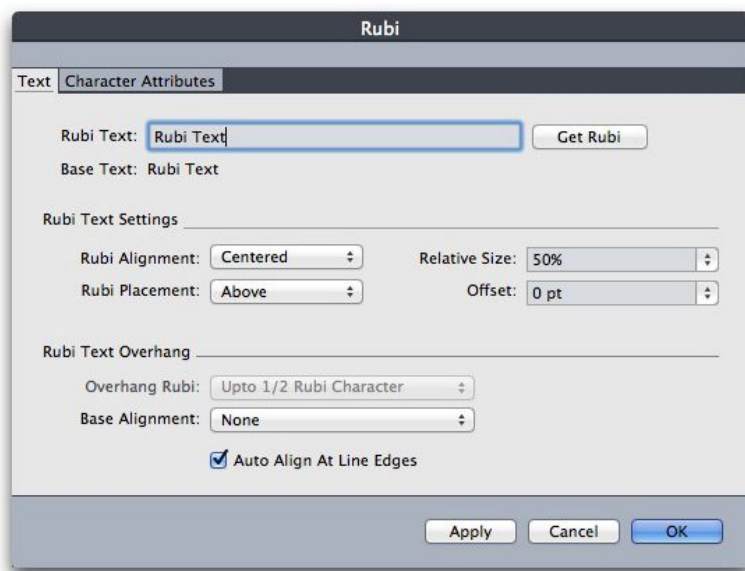 Rubi
Text Character Attributes
Rubi Text: Rubi Text Get Rubi
Base Text: Rubi Text
Rubi Text Settings
Rubi Alignment: Centered Relative Size: 50%
Rubi Placement: Above Offset: 0 pt
Rubi Text Overhang
Overhang Rubi: Upto 1/2 Rubi Character
Base Alignment: None
Auto Align At Line Edges
Apply Cancel OK